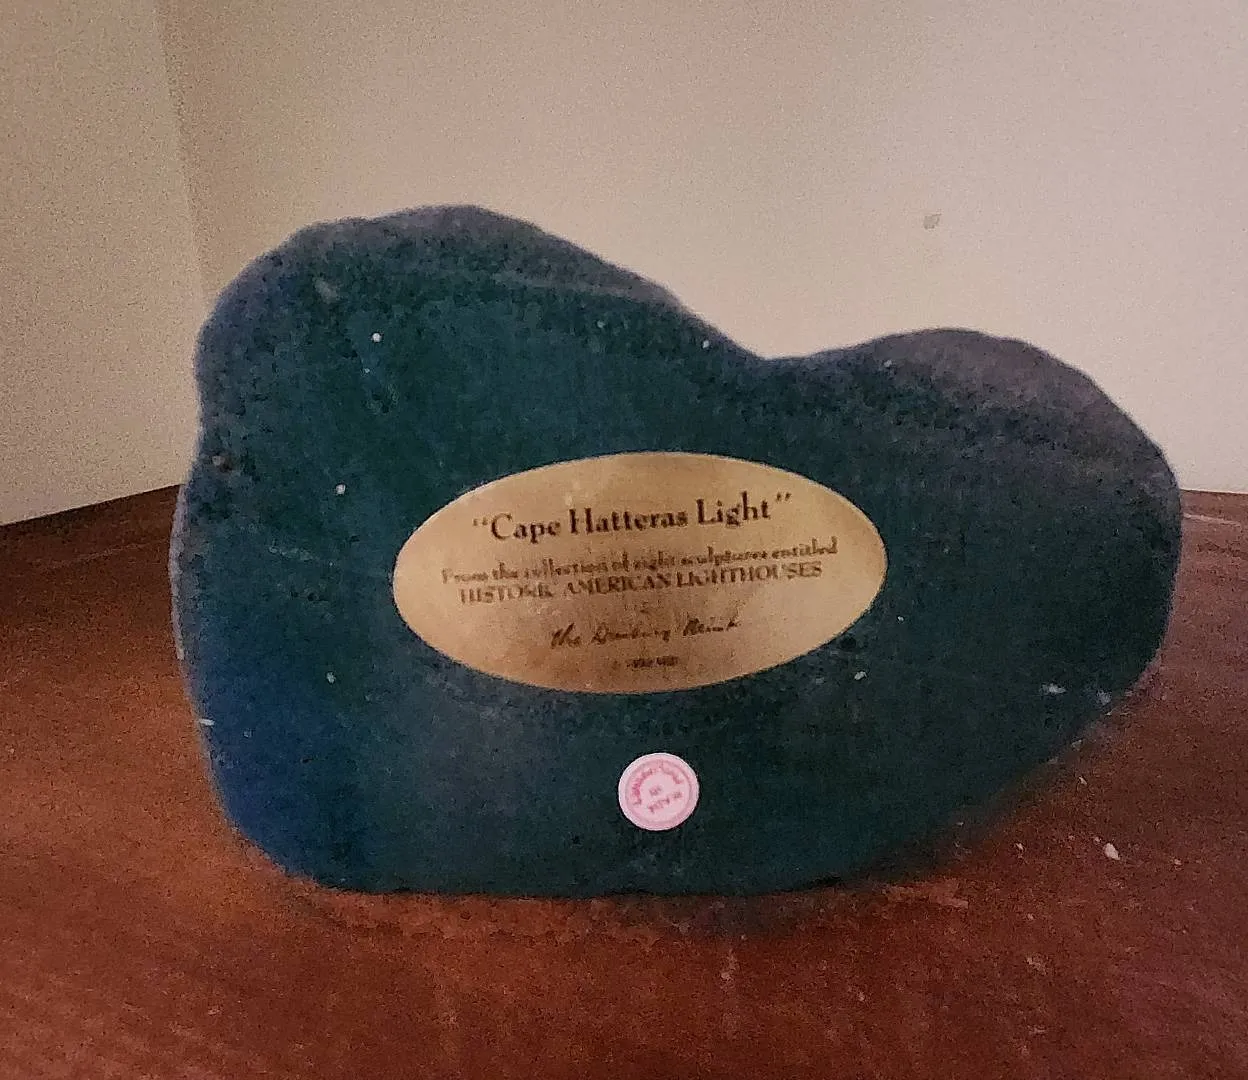 “Cape Hatteras Light”
From the collection of eight sculptures entitled
HISTORIC AMERICAN LIGHTHOUSES
The Danbury Mint